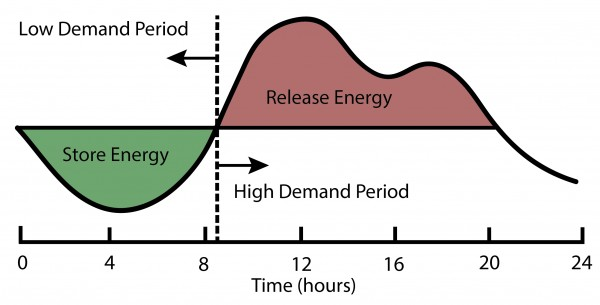 Low Demand Period
Release Energy
Store Energy
High Demand Period
0 4 8 12 16 20 24
Time (hours)